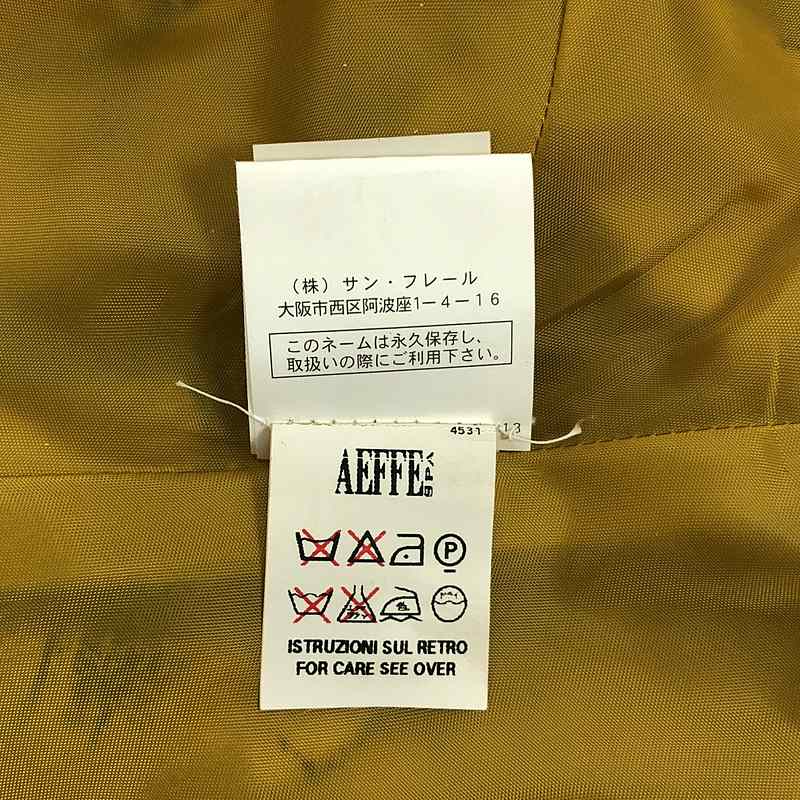 （株）サン・フレール
大阪市西区阿波座1−4−16
このネームは永久保存し、
取扱いの際にご利用下さい。
4531 13
AEFFE SPA
P
ISTRUZIONI SUL RETRO
FOR CARE SEE OVER